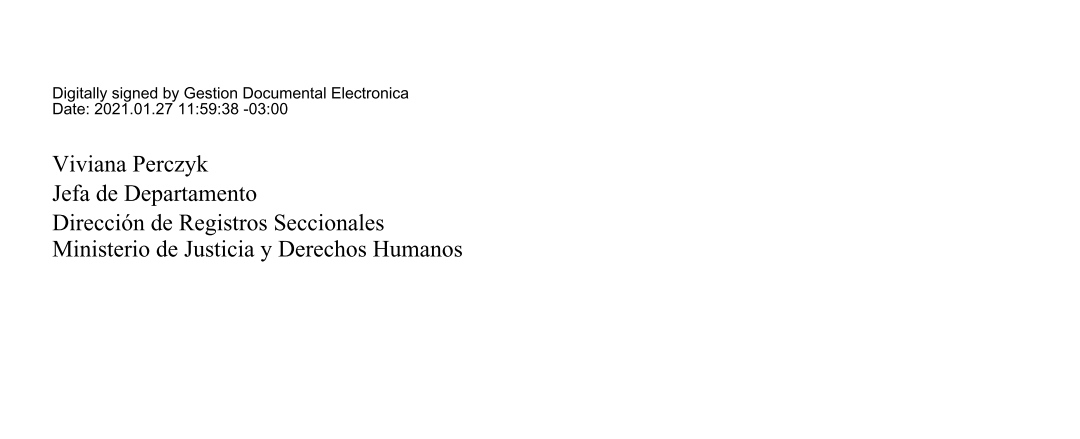 Digitally signed by Gestion Documental Electronica
Date: 2021.01.27 11:59:38 -03:00
Viviana Perczyk
Jefa de Departamento
Dirección de Registros Seccionales
Ministerio de Justicia y Derechos Humanos